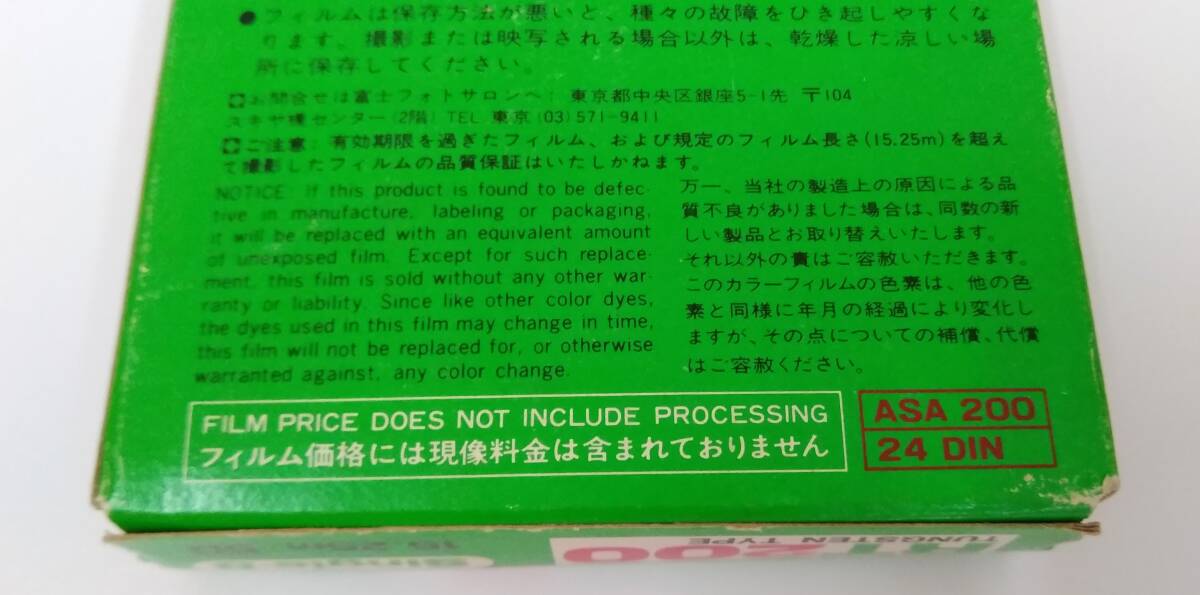 ●フィルムは保存方法が悪いと、種々の故障をひき起しやすくな
ります。撮影または映写される場合以外は、乾燥した涼しい場
所に保存してください。
お問合せは富士フォトサロンへ: 東京都中央区銀座5-1先 〒104
スキヤ橋センター(2階) TEL 東京 (03) 571-9411
ご注意: 有効期限を過ぎたフィルム、および規定のフィルム長さ(15.25m)を超え
て撮影したフィルムの品質保証はいたしかねます。
NOTICE: If this product is found to be defec-
tive in manufacture, labeling or packaging,
it will be replaced with an equivalent amount
of unexposed film. Except for such replace-
ment, this film is sold without any other war-
ranty or liability. Since like other color dyes,
the dyes used in this film may change in time,
this film will not be replaced for, or otherwise
warranted against, any color change.
万一、当社の製造上の原因による品
質不良がありました場合は、同数の新
しい製品とお取り替えいたします。
それ以外の責はご容赦いただきます。
このカラーフィルムの色素は、他の色
素と同様に年月の経過により変化し
ますが、その点についての補償、代償
はご容赦ください。
FILM PRICE DOES NOT INCLUDE PROCESSING
フィルム価格には現像料金は含まれておりません
ASA 200
24 DIN
TUNGSTEN TYPE
200